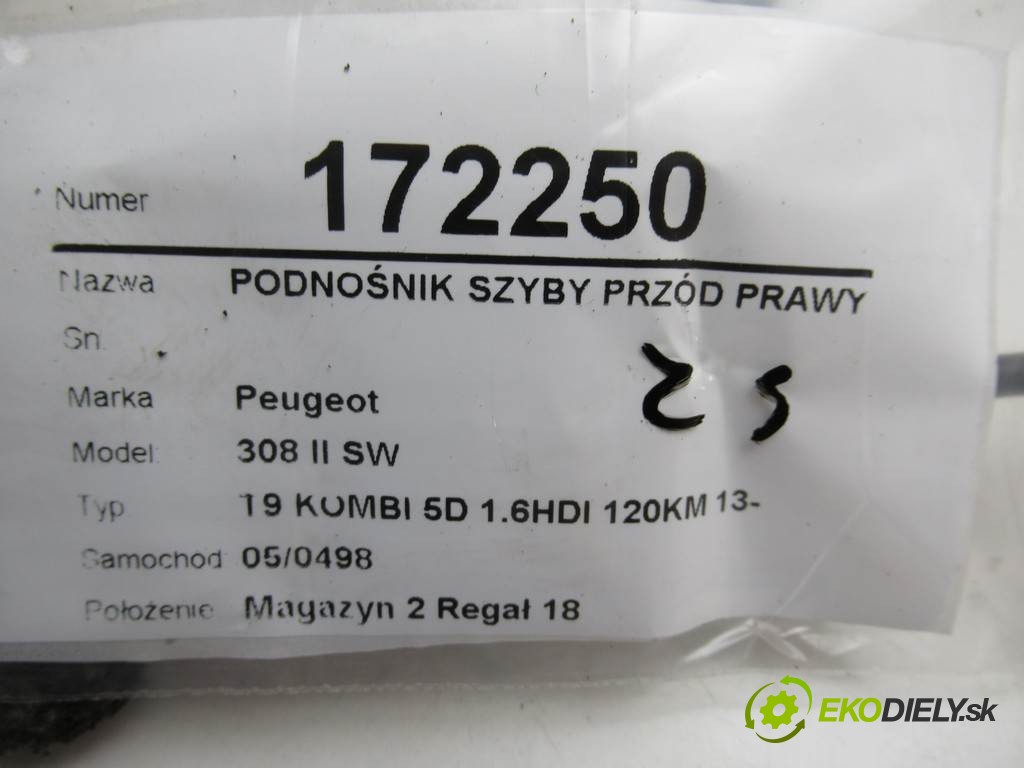 Numer 172250
Nazwa PODNOŚNIK SZYBY PRZÓD PRAWY
Sn
Marka Peugeot
Model 308 II SW
Typ T9 KOMBI 5D 1.6HDI 120KM 13-
Samochod 05/0498
Położenie Magazyn 2 Regał 18
EKODIELY.sk